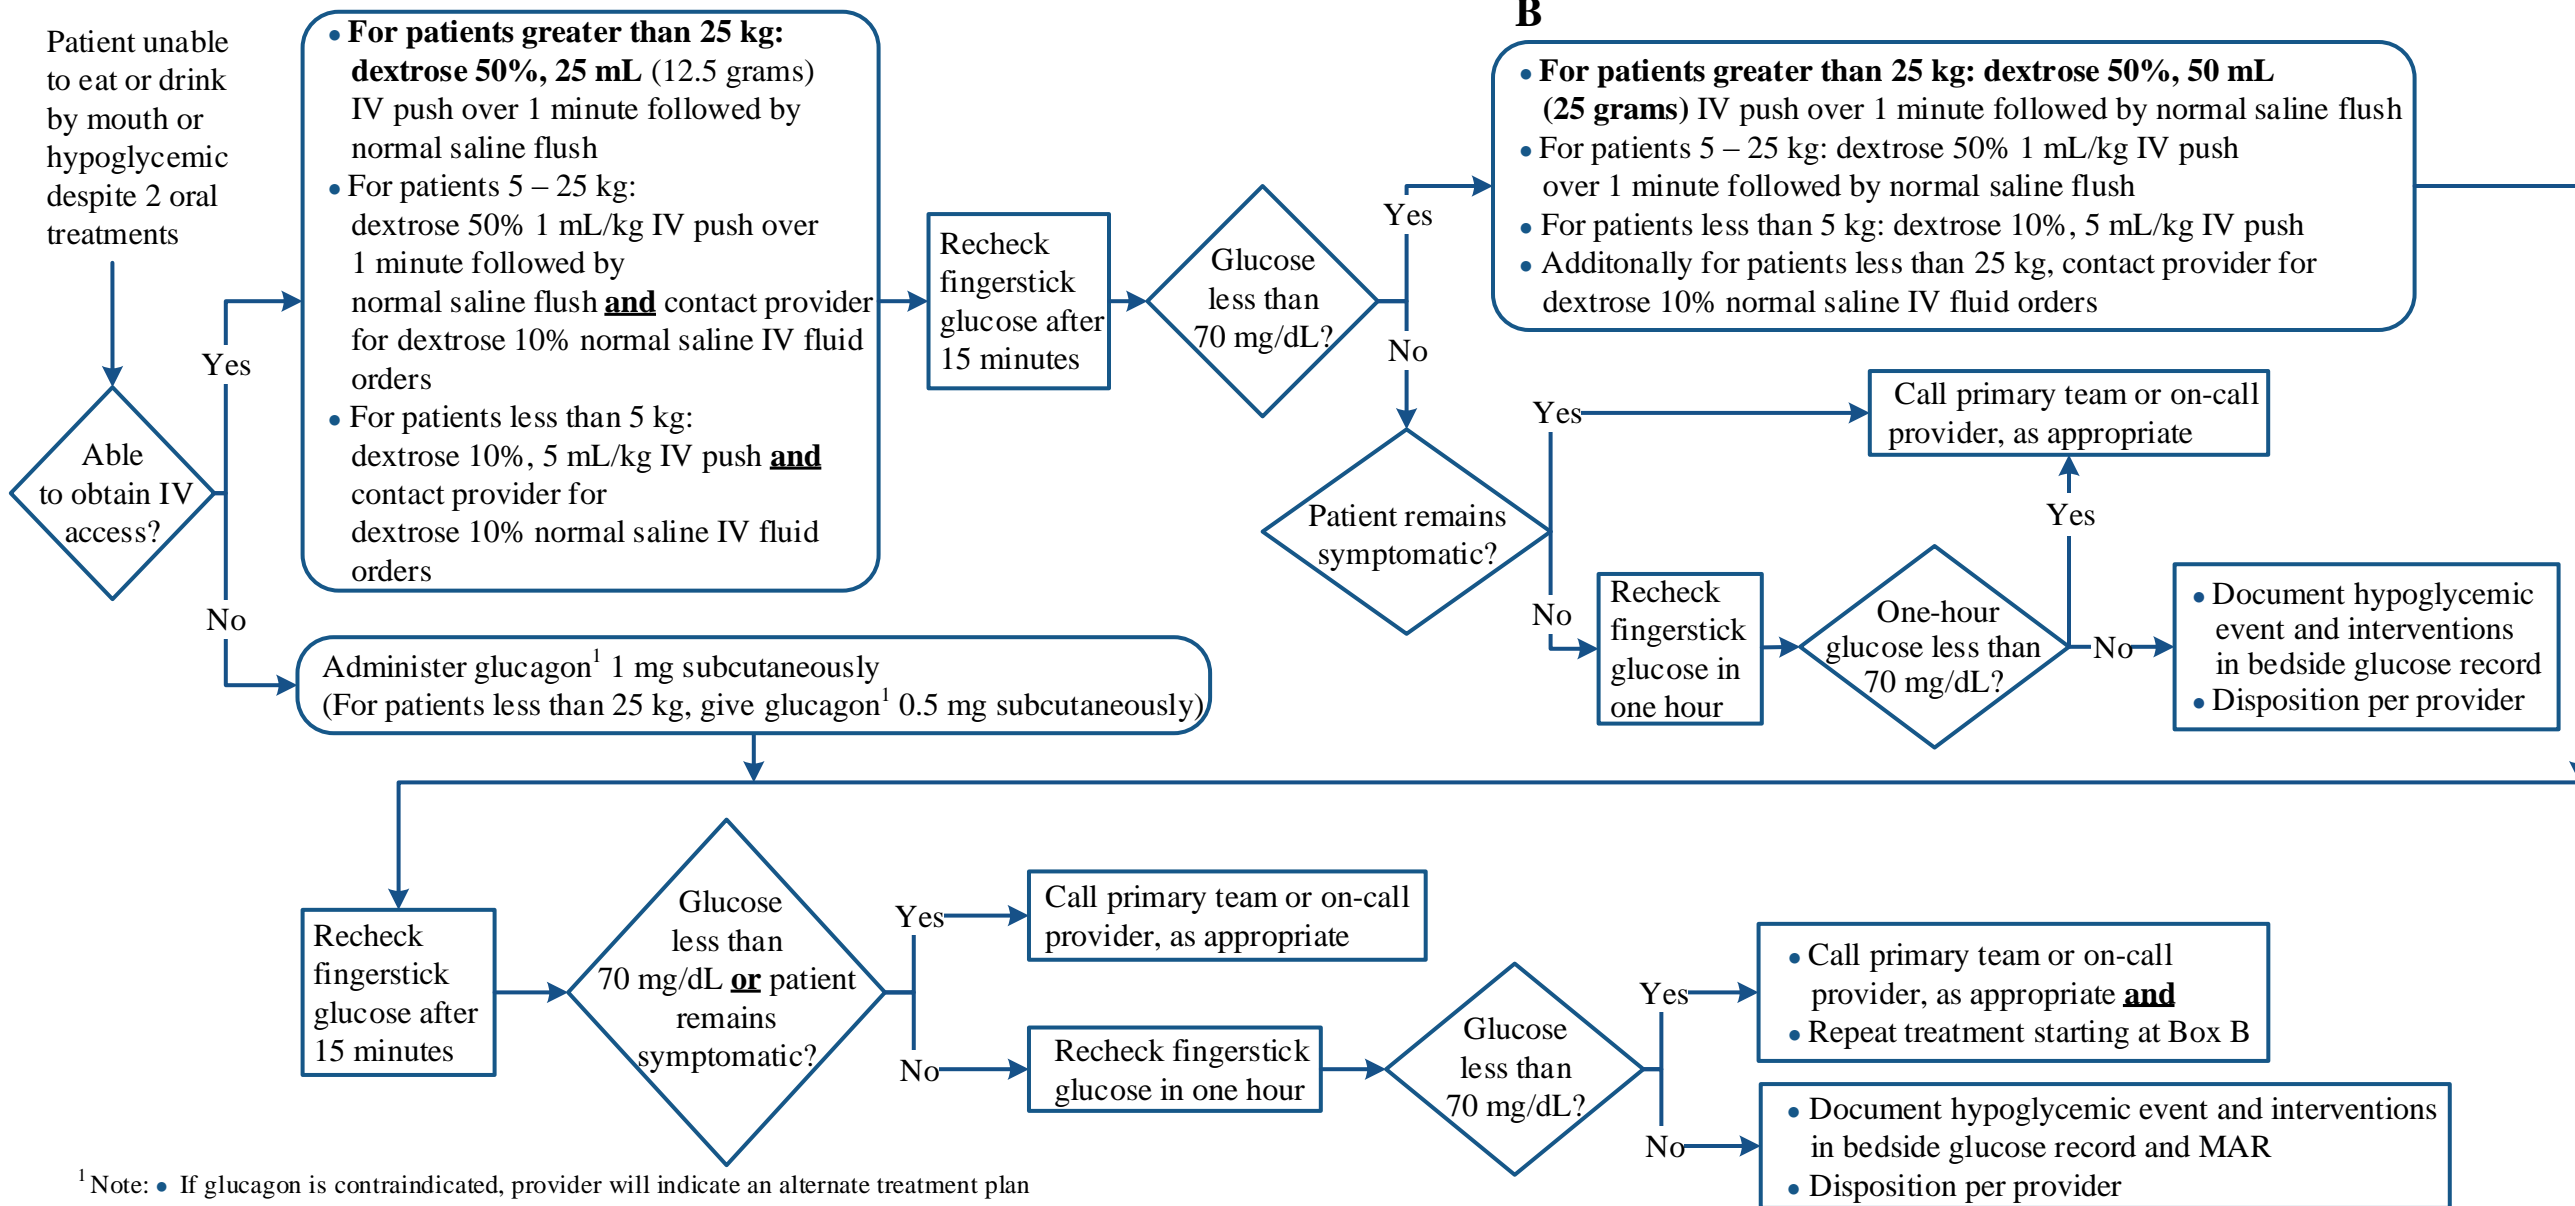 Patient unable
to eat or drink
by mouth or
hypoglycemic
despite 2 oral
treatments
Able
to obtain IV
access?
Yes
No
• For patients greater than 25 kg:
dextrose 50%, 25 mL (12.5 grams)
IV push over 1 minute followed by
normal saline flush
• For patients 5 – 25 kg:
dextrose 50% 1 mL/kg IV push over
1 minute followed by
normal saline flush and contact provider
for dextrose 10% normal saline IV fluid
orders
• For patients less than 5 kg:
dextrose 10%, 5 mL/kg IV push and
contact provider for
dextrose 10% normal saline IV fluid
orders
Recheck
fingerstick
glucose after
15 minutes
Glucose
less than
70 mg/dL?
Yes
No
B
• For patients greater than 25 kg: dextrose 50%, 50 mL
(25 grams) IV push over 1 minute followed by normal saline flush
• For patients 5 – 25 kg: dextrose 50% 1 mL/kg IV push
over 1 minute followed by normal saline flush
• For patients less than 5 kg: dextrose 10%, 5 mL/kg IV push
• Additonally for patients less than 25 kg, contact provider for
dextrose 10% normal saline IV fluid orders
Patient remains
symptomatic?
Yes
No
Call primary team or on-call
provider, as appropriate
Recheck
fingerstick
glucose in
one hour
One-hour
glucose less than
70 mg/dL?
Yes
No
• Document hypoglycemic
event and interventions
in bedside glucose record
• Disposition per provider
Administer glucagon1 1 mg subcutaneously
(For patients less than 25 kg, give glucagon1 0.5 mg subcutaneously)
Recheck
fingerstick
glucose after
15 minutes
Glucose
less than
70 mg/dL or patient
remains
symptomatic?
Yes
No
Call primary team or on-call
provider, as appropriate
Recheck fingerstick
glucose in one hour
Glucose
less than
70 mg/dL?
Yes
No
• Call primary team or on-call
provider, as appropriate and
• Repeat treatment starting at Box B
• Document hypoglycemic event and interventions
in bedside glucose record and MAR
• Disposition per provider
1 Note: • If glucagon is contraindicated, provider will indicate an alternate treatment plan